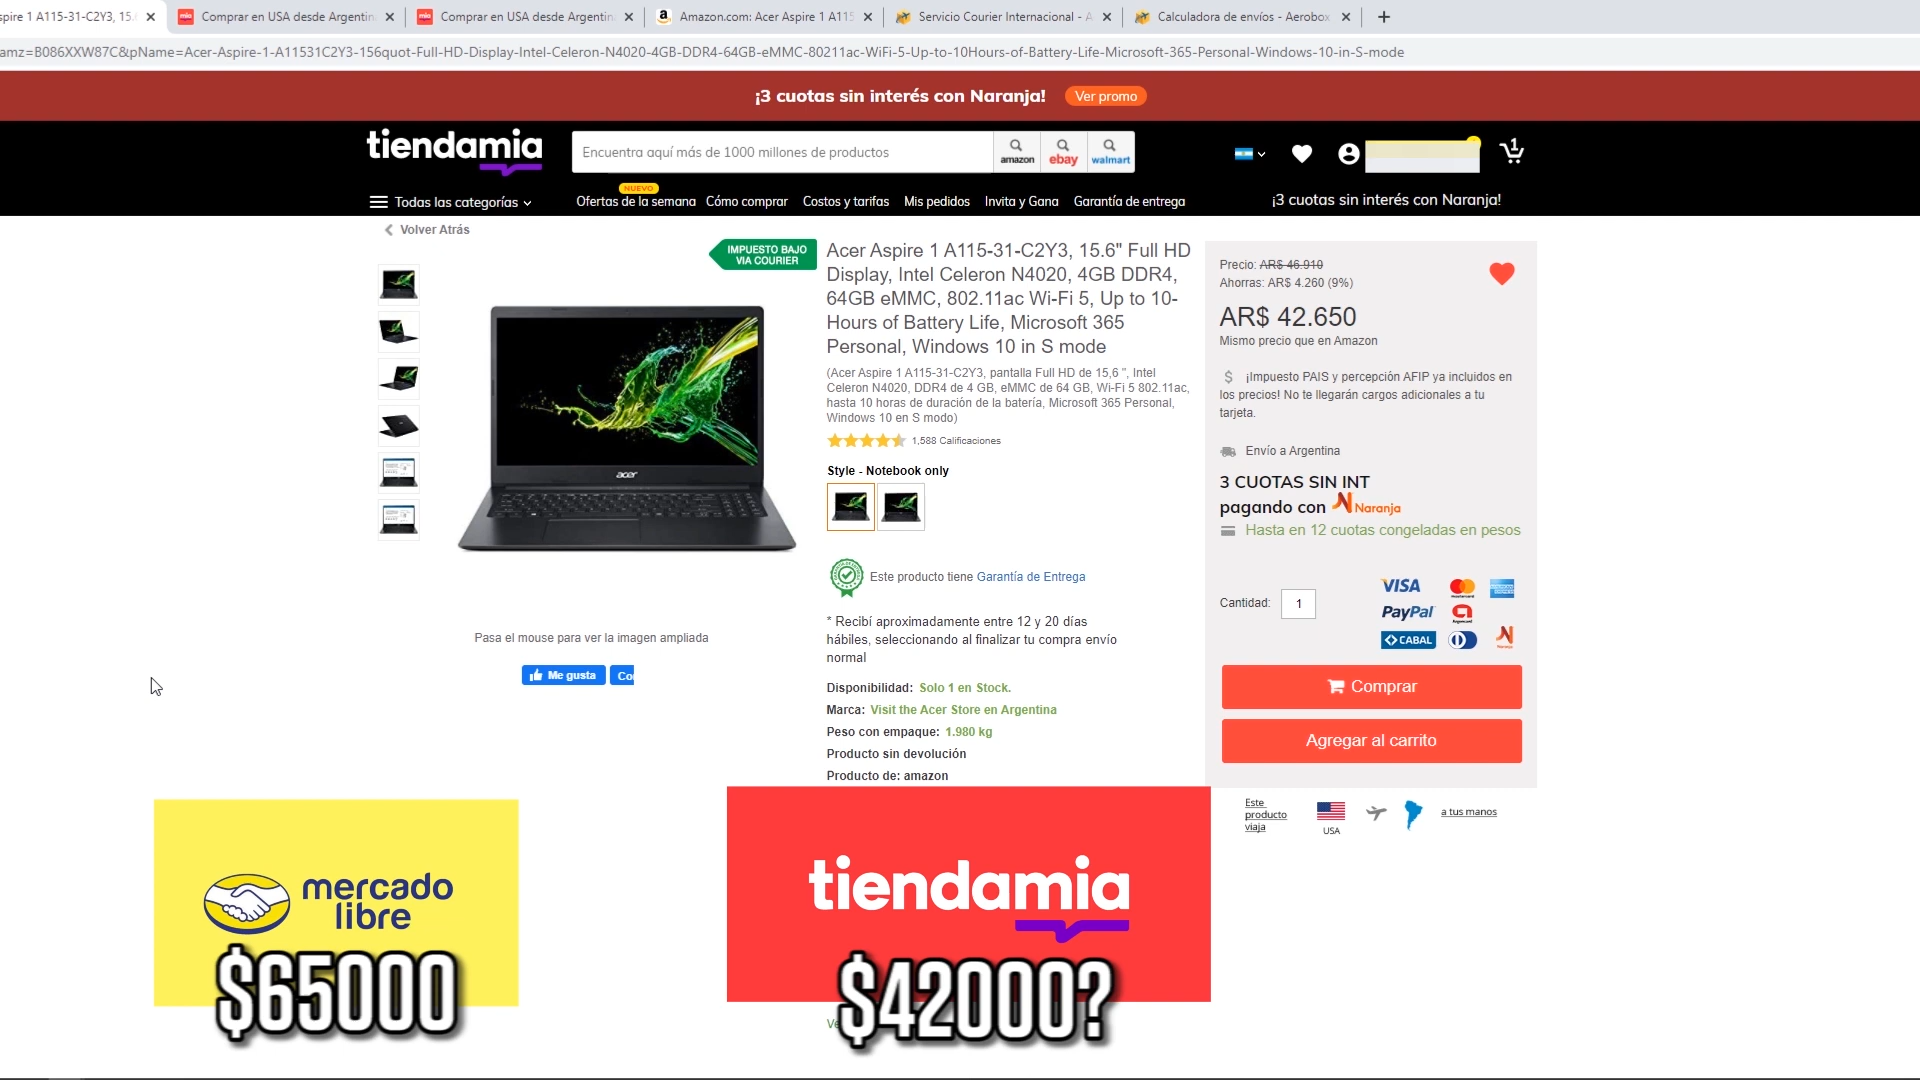 spire 1 A115-31-C2Y3, 15.
Comprar en USA desde Argentin
Comprar en USA desde Argentin
Amazon.com: Acer Aspire 1 A115
Servicio Courier Internacional - A
Calculadora de envíos - Aerobox
amz=B086XXW87C&pName=Acer-Aspire-1-A11531C2Y3-156quot-Full-HD-Display-Intel-Celeron-N4020-4GB-DDR4-64GB-eMMC-80211ac-WiFi-5-Up-to-10Hours-of-Battery-Life-Microsoft-365-Personal-Windows-10-in-S-mode
¡3 cuotas sin interés con Naranja!
Ver promo
tiendamia
Encuentra aquí más de 1000 millones de productos
amazon
ebay
walmart
1
Todas las categorías
NUEVO
Ofertas de la semana
Cómo comprar
Costos y tarifas
Mis pedidos
Invita y Gana
Garantía de entrega
¡3 cuotas sin interés con Naranja!
Volver Atrás
IMPUESTO BAJO
VIA COURIER
acer
Pasa el mouse para ver la imagen ampliada
Me gusta
Co
Acer Aspire 1 A115-31-C2Y3, 15.6" Full HD
Display, Intel Celeron N4020, 4GB DDR4,
64GB eMMC, 802.11ac Wi-Fi 5, Up to 10-
Hours of Battery Life, Microsoft 365
Personal, Windows 10 in S mode
(Acer Aspire 1 A115-31-C2Y3, pantalla Full HD de 15,6 ", Intel
Celeron N4020, DDR4 de 4 GB, eMMC de 64 GB, Wi-Fi 5 802.11ac,
hasta 10 horas de duración de la batería, Microsoft 365 Personal,
Windows 10 en S modo)
1,588 Calificaciones
Style - Notebook only
Este producto tiene Garantía de Entrega
* Recibí aproximadamente entre 12 y 20 días
hábiles, seleccionando al finalizar tu compra envío
normal
Disponibilidad: Solo 1 en Stock.
Marca: Visit the Acer Store en Argentina
Peso con empaque: 1.980 kg
Producto sin devolución
Producto de: amazon
Precio: AR$ 46.910
Ahorras: AR$ 4.260 (9%)
AR$ 42.650
Mismo precio que en Amazon
$ ¡Impuesto PAIS y percepción AFIP ya incluidos en
los precios! No te llegarán cargos adicionales a tu
tarjeta.
Envío a Argentina
3 CUOTAS SIN INT
pagando con Naranja
Hasta en 12 cuotas congeladas en pesos
Cantidad: 1
VISA
PayPal
CABAL
Comprar
Agregar al carrito
Este
producto
viaja
USA
a tus manos
mercado
libre
$65000
tiendamia
Ve
$42000?